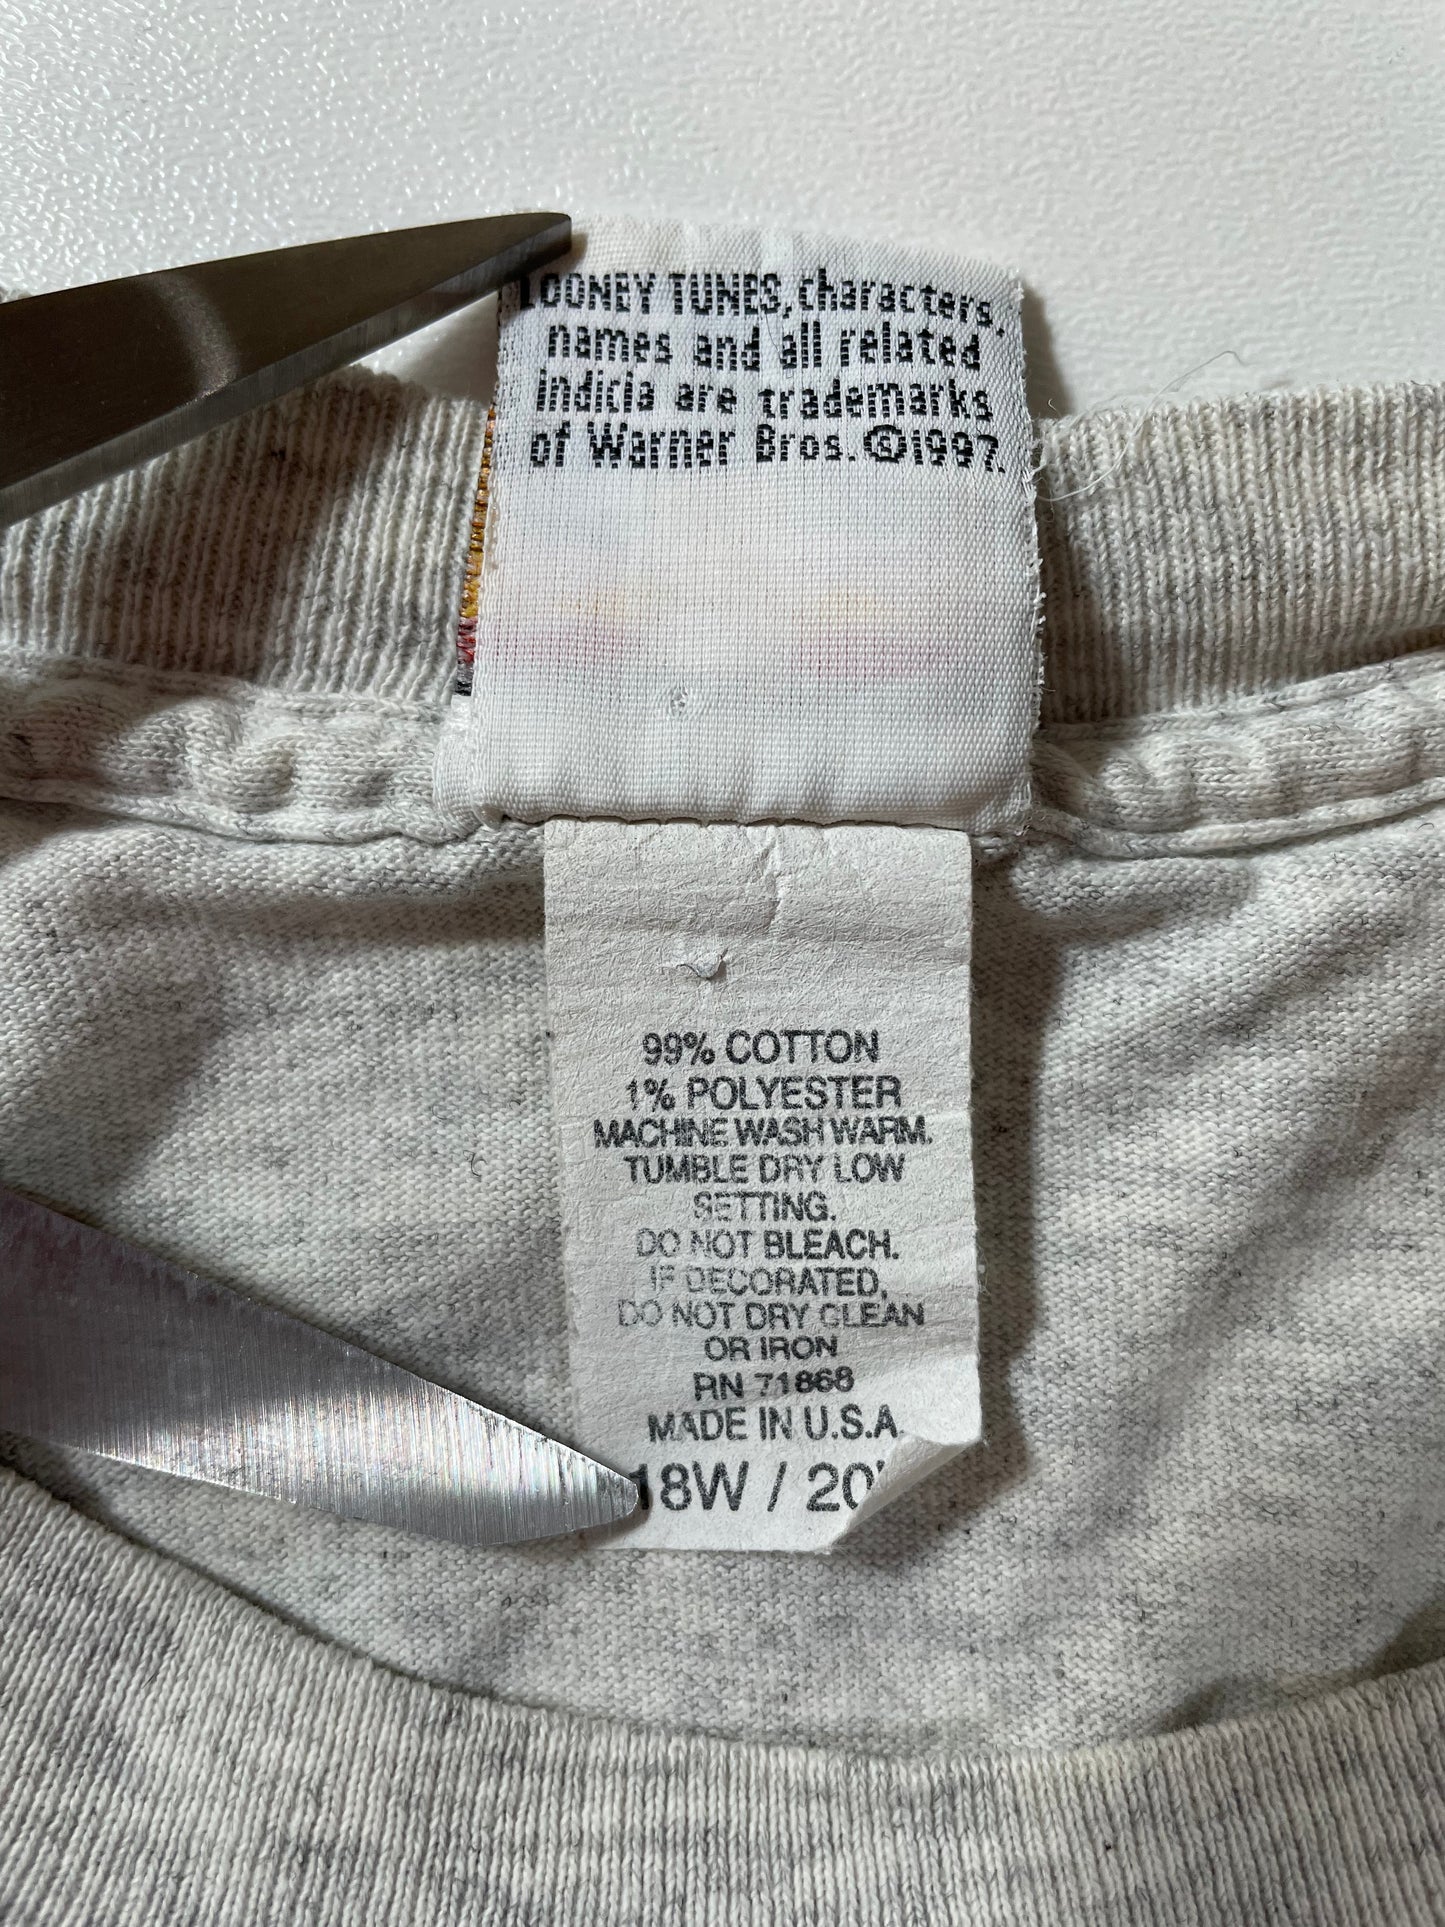 LOONEY TUNES, characters,
names and all related
indicia are trademarks
of Warner Bros. ©1997.
99% COTTON
1% POLYESTER
MACHINE WASH WARM.
TUMBLE DRY LOW
SETTING.
DO NOT BLEACH.
IF DECORATED,
DO NOT DRY CLEAN
OR IRON
RN 71868
MADE IN U.S.A.
18W / 20